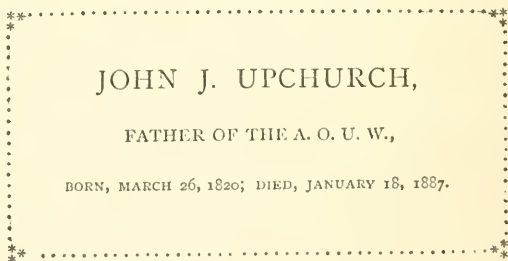 JOHN J. UPCHURCH,
FATHER OF THE A. O. U. W.,
BORN, MARCH 26, 1820; DIED, JANUARY 18, 1887.